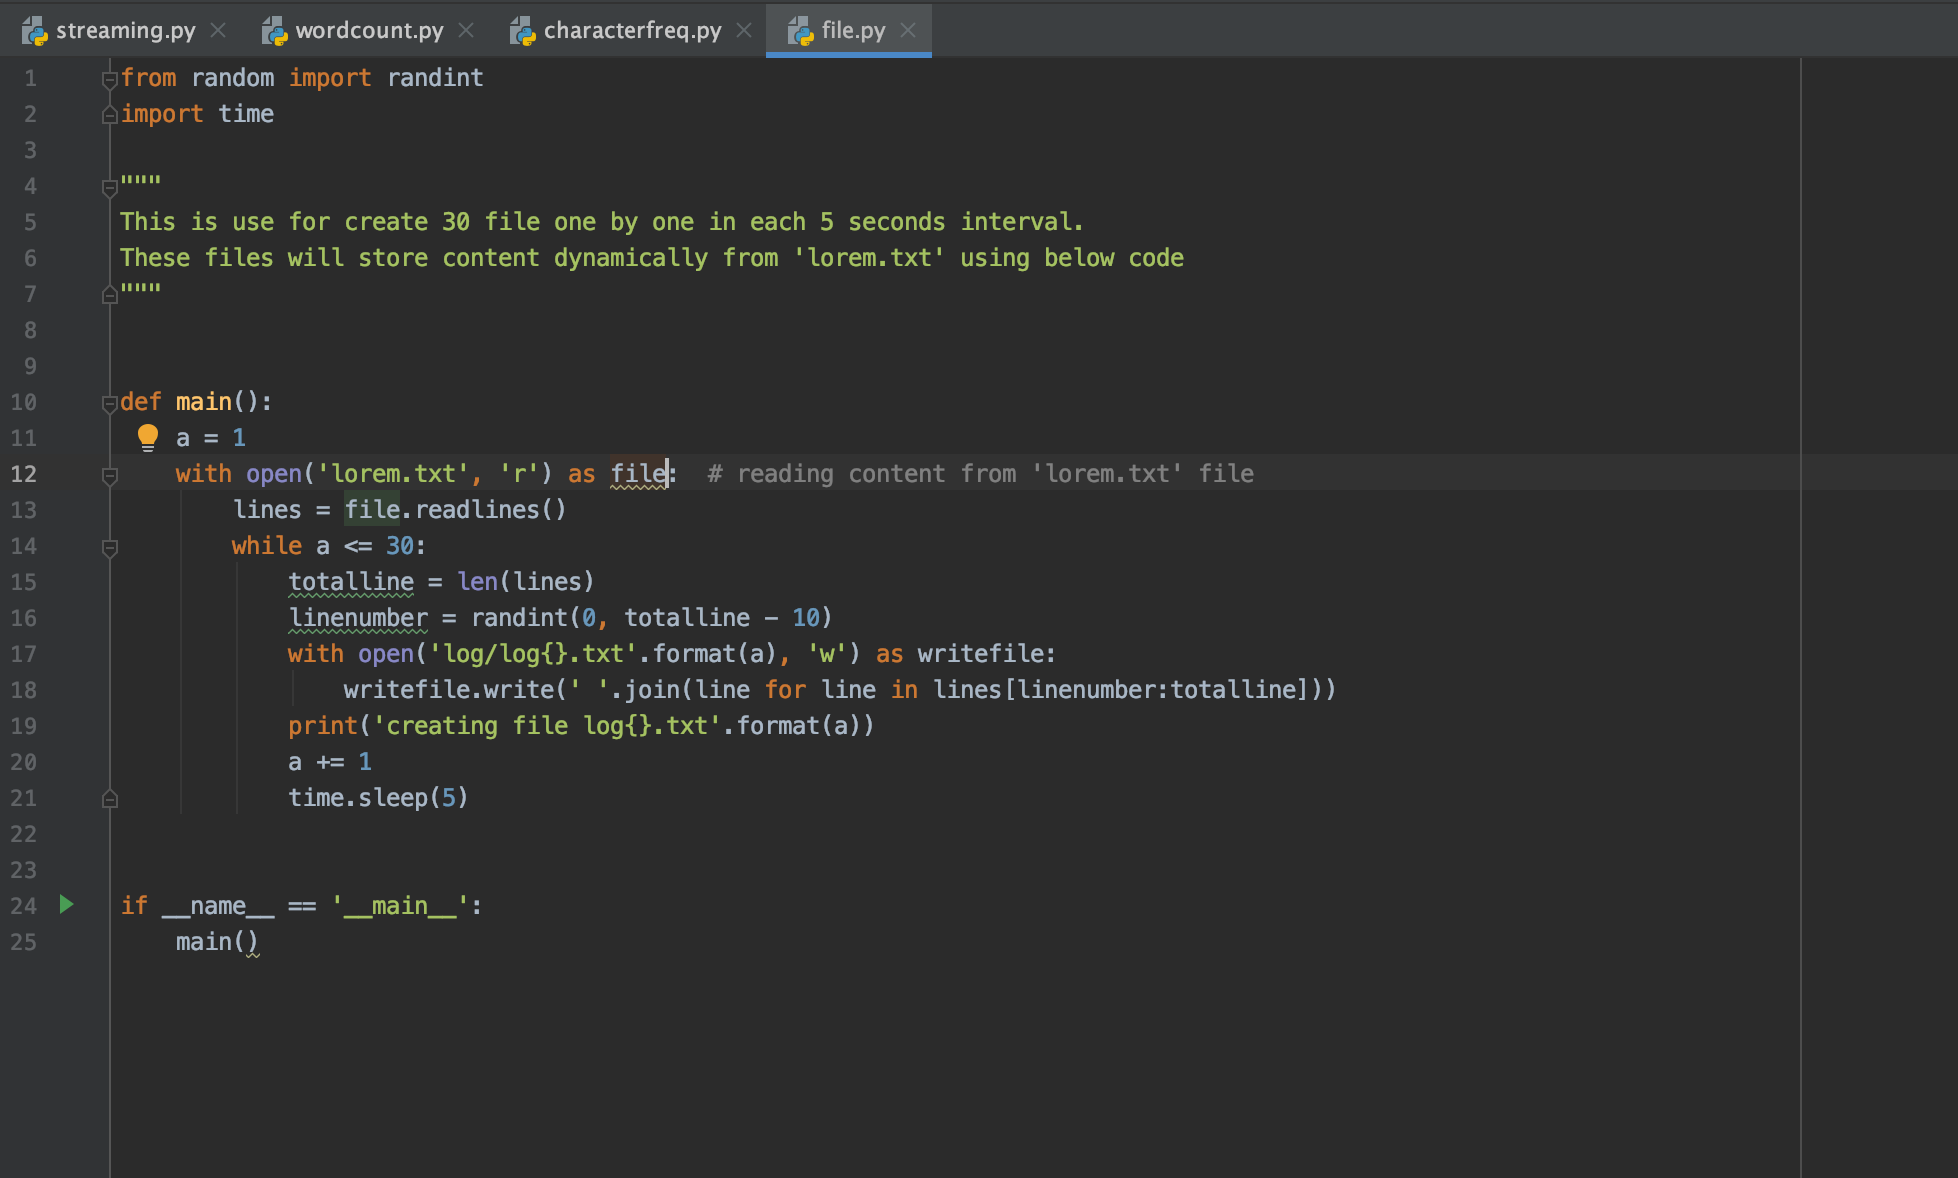 streaming.py wordcount.py characterfreq.py file.py
1 from random import randint
2 import time
3
4 """
5 This is use for create 30 file one by one in each 5 seconds interval.
6 These files will store content dynamically from 'lorem.txt' using below code
7 """
8
9
10 def main():
11     a = 1
12     with open('lorem.txt', 'r') as file:  # reading content from 'lorem.txt' file
13         lines = file.readlines()
14         while a <= 30:
15             totalline = len(lines)
16             linenumber = randint(0, totalline - 10)
17             with open('log/log{}.txt'.format(a), 'w') as writefile:
18                 writefile.write(' '.join(line for line in lines[linenumber:totalline]))
19             print('creating file log{}.txt'.format(a))
20             a += 1
21             time.sleep(5)
22
23
24 if __name__ == '__main__':
25     main()